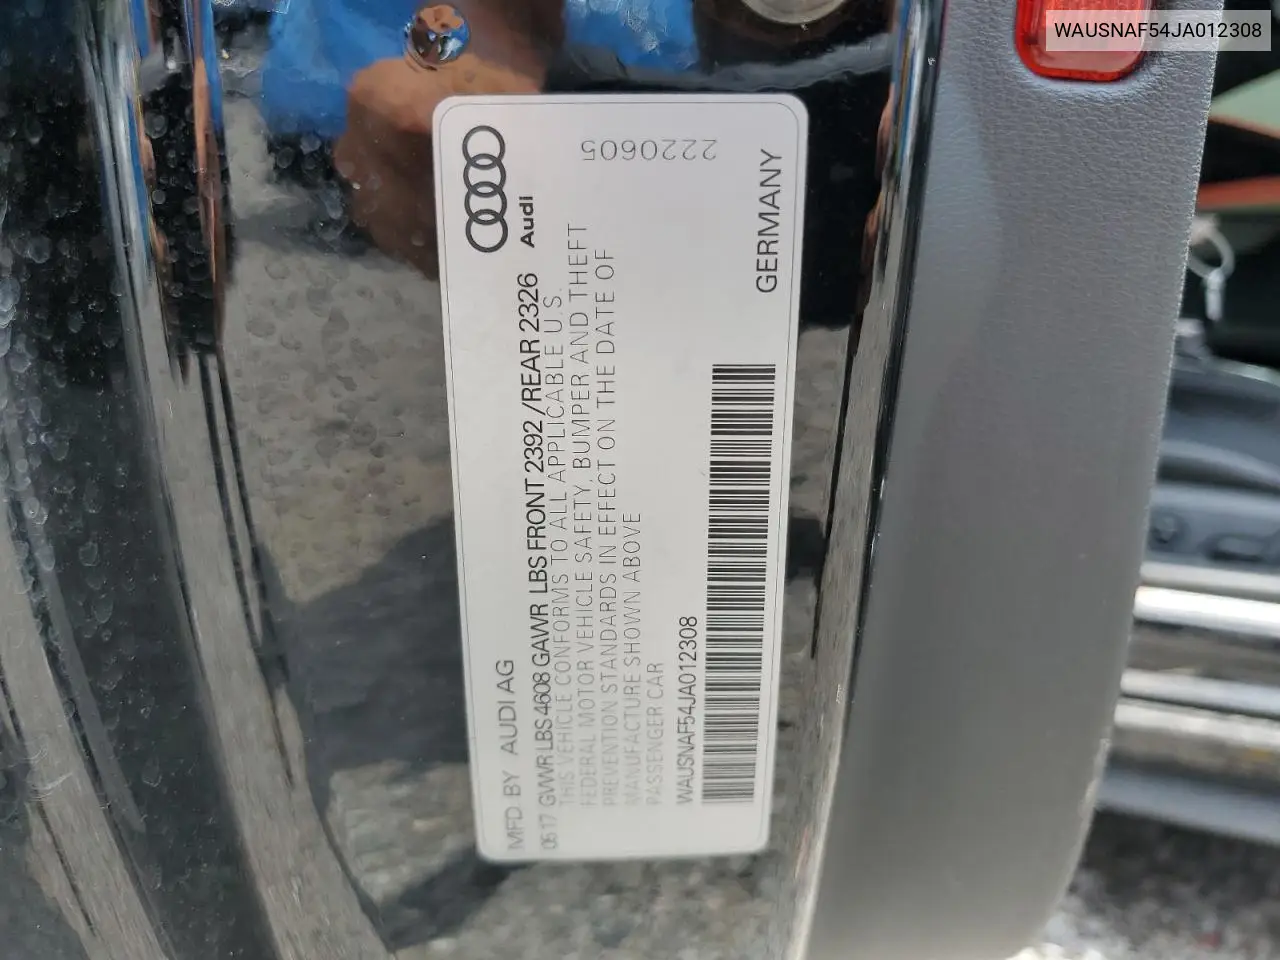 WAUSNAF54JA012308
Audi
2220605
MFD BY AUDI AG
05 17 GVWR LBS 4608 GAWR LBS FRONT 2392 / REAR 2326
THIS VEHICLE CONFORMS TO ALL APPLICABLE U.S.
FEDERAL MOTOR VEHICLE SAFETY, BUMPER AND THEFT
PREVENTION STANDARDS IN EFFECT ON THE DATE OF
MANUFACTURE SHOWN ABOVE
PASSENGER CAR
WAUSNAF54JA012308
GERMANY